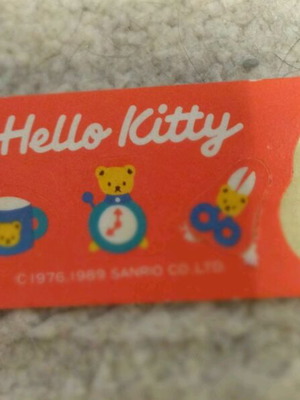 Hello Kitty
©1976,1989 SANRIO CO.,LTD